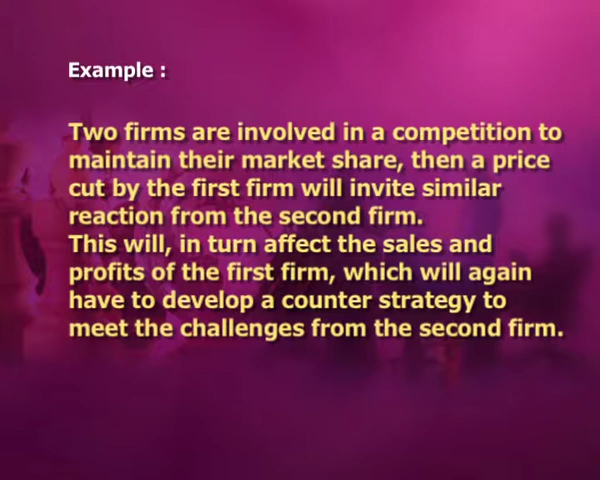 Example :
Two firms are involved in a competition to
maintain their market share, then a price
cut by the first firm will invite similar
reaction from the second firm.
This will, in turn affect the sales and
profits of the first firm, which will again
have to develop a counter strategy to
meet the challenges from the second firm.